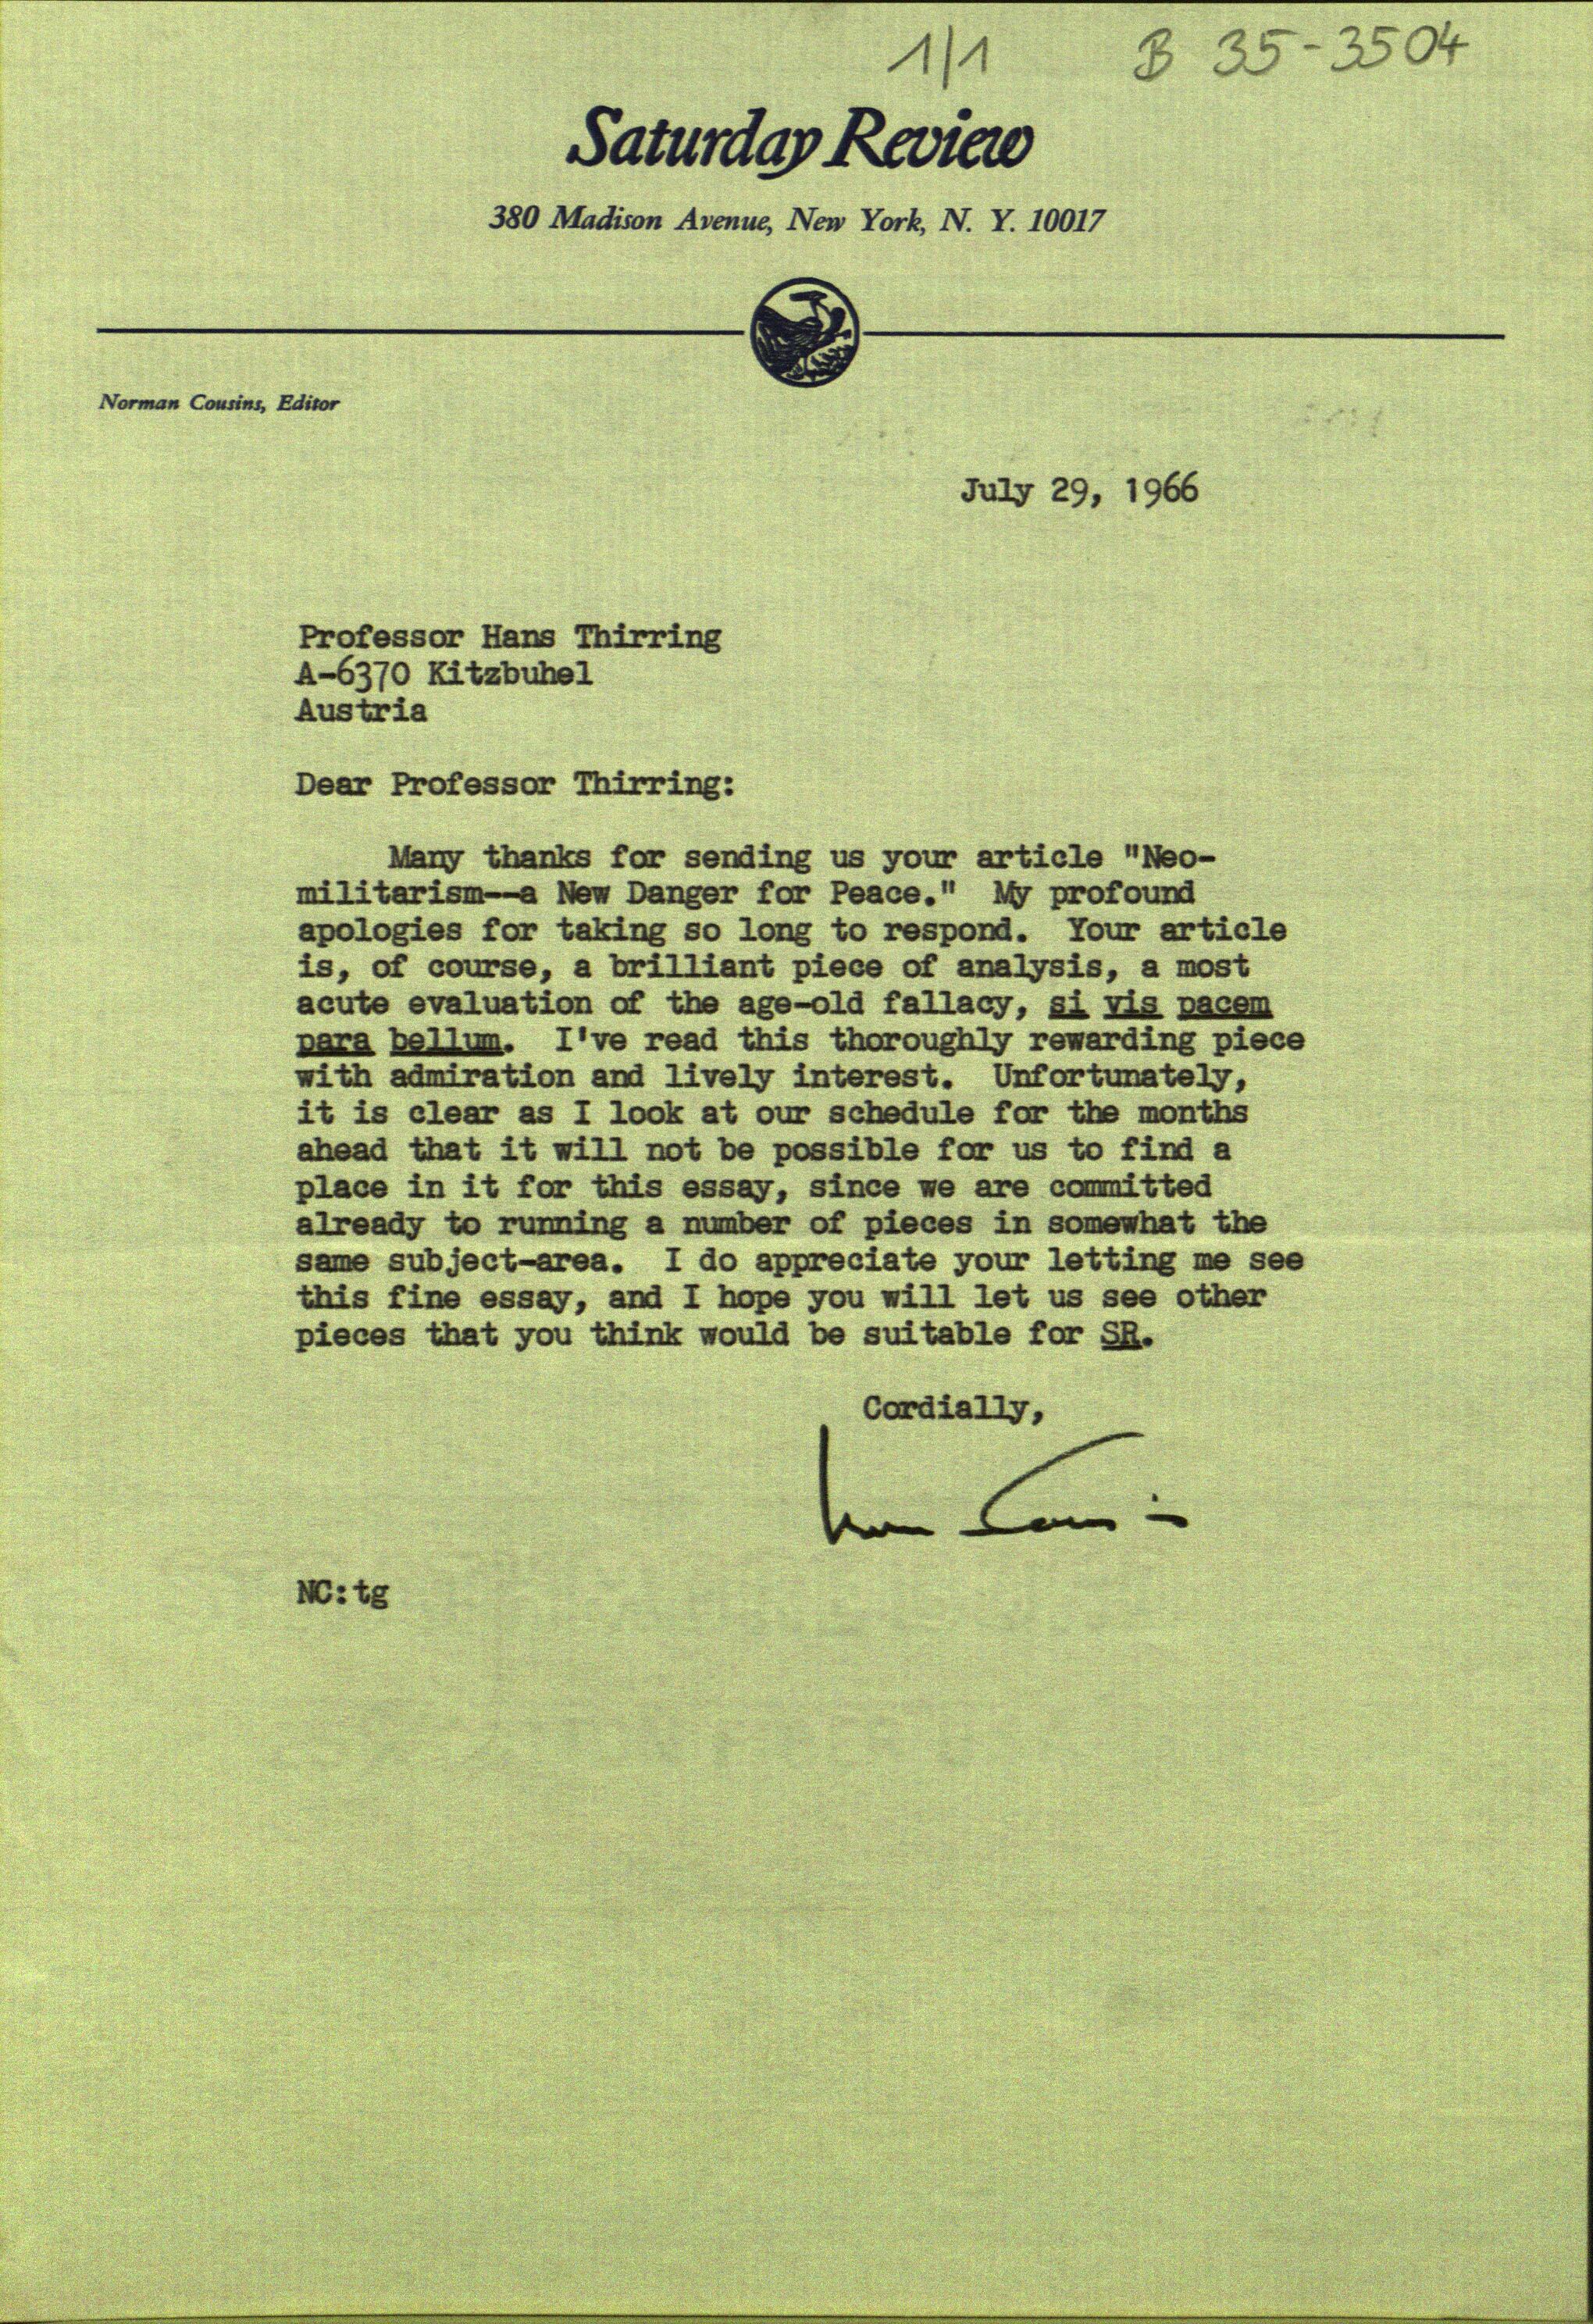 1/1 B 35-3504
Saturday Review
380 Madison Avenue, New York, N. Y. 10017
Norman Cousins, Editor
July 29, 1966
Professor Hans Thirring
A-6370 Kitzbuhel
Austria
Dear Professor Thirring:
Many thanks for sending us your article "Neo-
militarism--a New Danger for Peace." My profound
apologies for taking so long to respond. Your article
is, of course, a brilliant piece of analysis, a most
acute evaluation of the age-old fallacy, si vis pacem
para bellum. I've read this thoroughly rewarding piece
with admiration and lively interest. Unfortunately,
it is clear as I look at our schedule for the months
ahead that it will not be possible for us to find a
place in it for this essay, since we are committed
already to running a number of pieces in somewhat the
same subject-area. I do appreciate your letting me see
this fine essay, and I hope you will let us see other
pieces that you think would be suitable for SR.
Cordially,
NC:tg